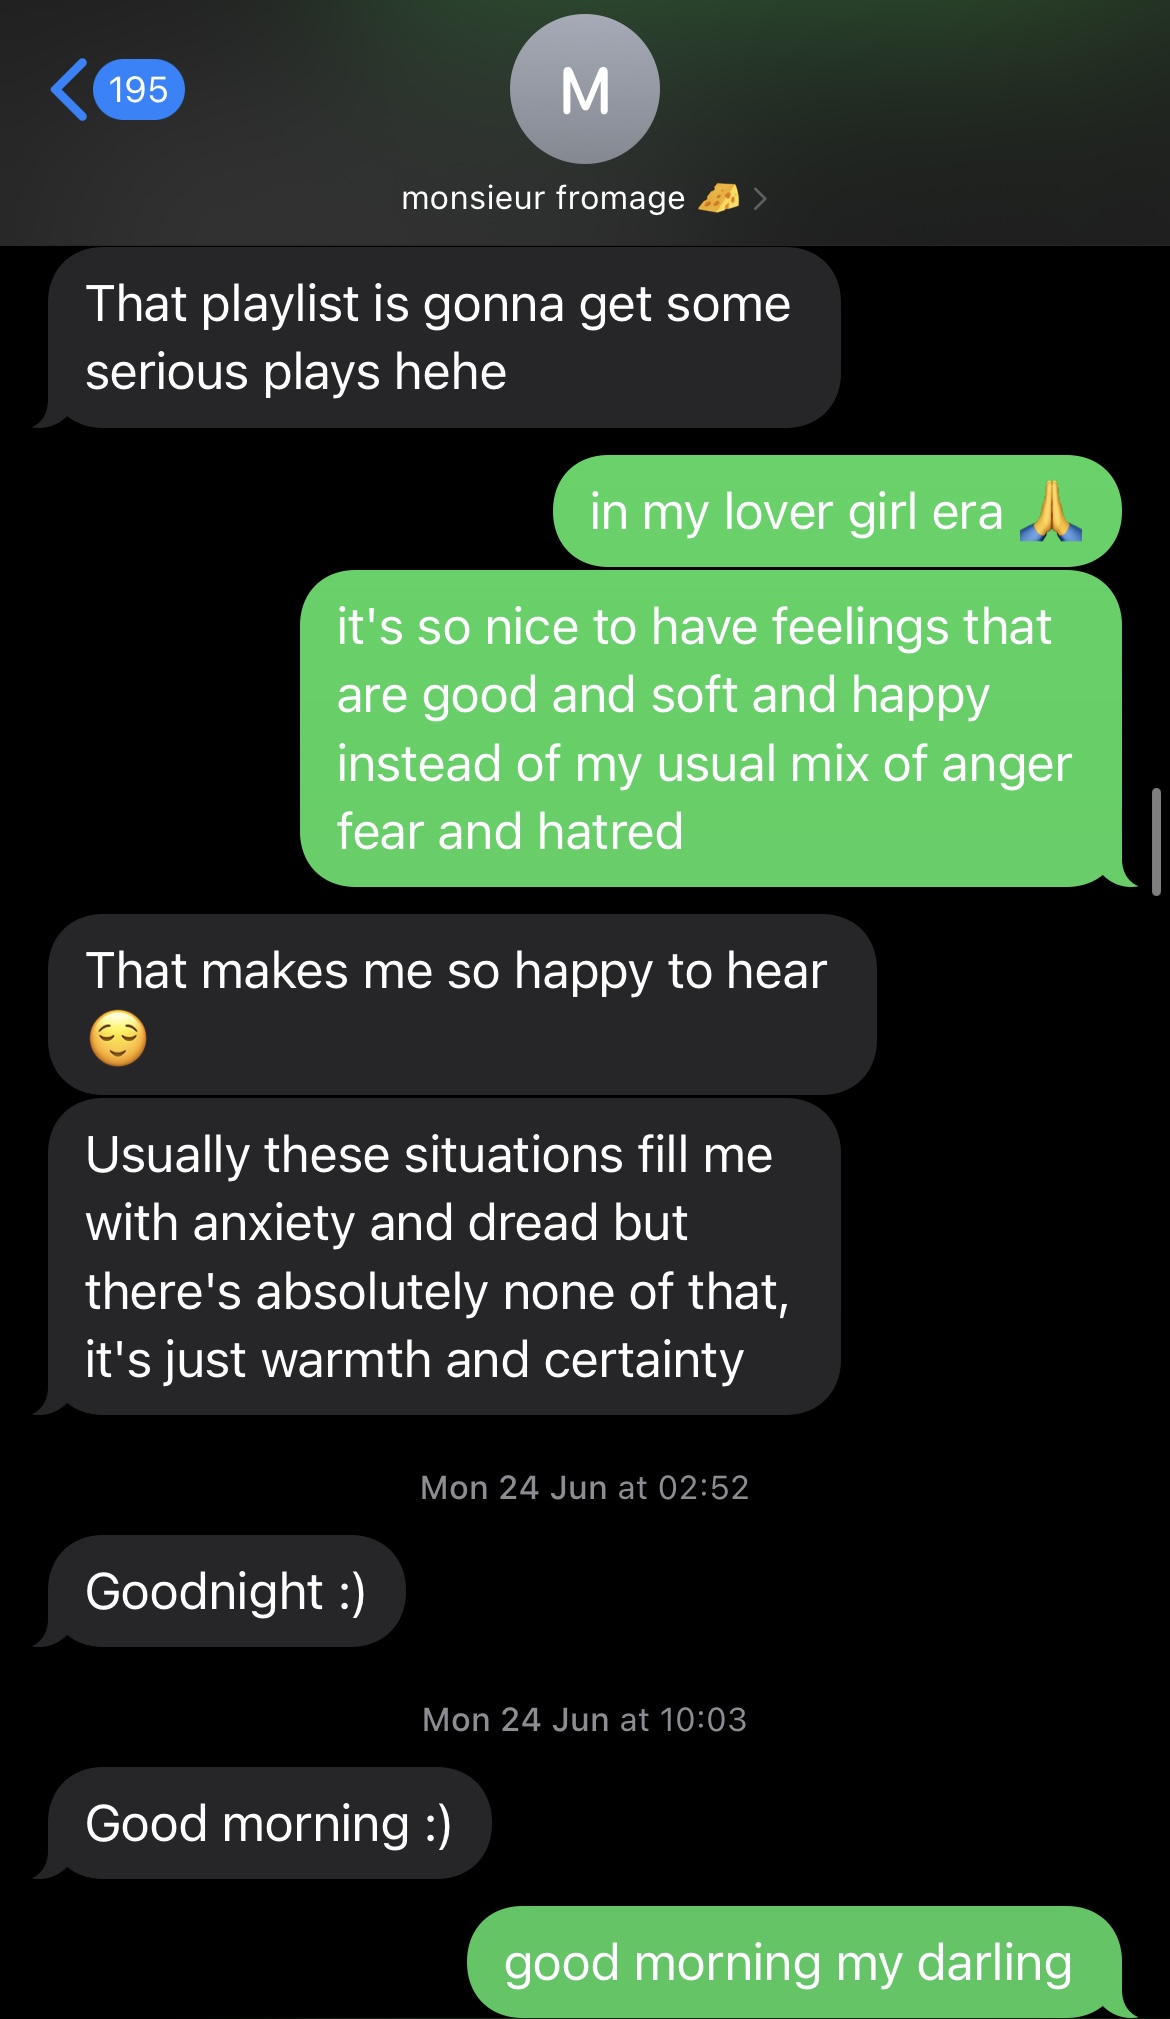 195
M
monsieur fromage 🧀
That playlist is gonna get some
serious plays hehe
in my lover girl era 🙏
it's so nice to have feelings that
are good and soft and happy
instead of my usual mix of anger
fear and hatred
That makes me so happy to hear
😌
Usually these situations fill me
with anxiety and dread but
there's absolutely none of that,
it's just warmth and certainty
Mon 24 Jun at 02:52
Goodnight :)
Mon 24 Jun at 10:03
Good morning :)
good morning my darling